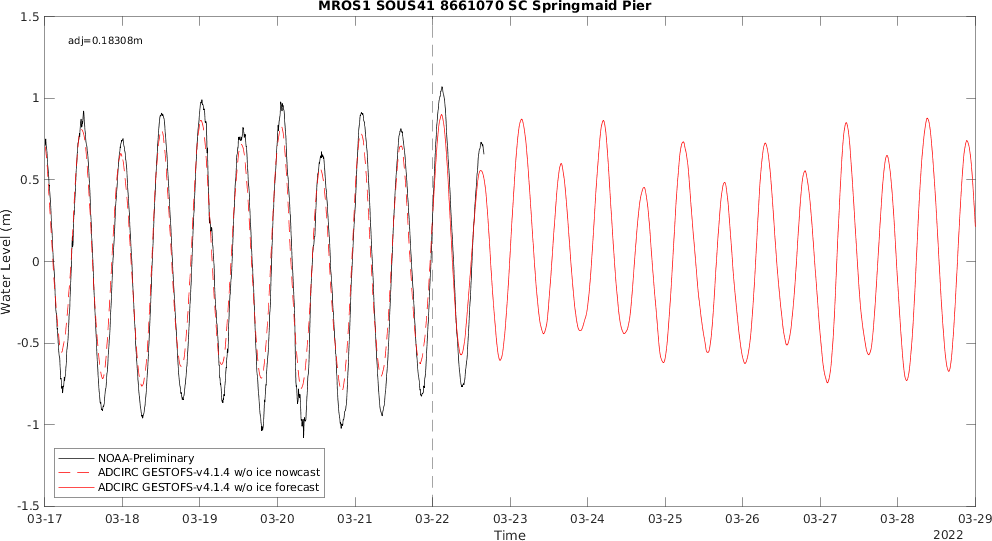 MROS1 SOUS41 8661070 SC Springmaid Pier
adj=0.18308m
Water Level (m)
1.5
1
0.5
0
-0.5
-1
-1.5
NOAA-Preliminary
ADCIRC GESTOFS-v4.1.4 w/o ice nowcast
ADCIRC GESTOFS-v4.1.4 w/o ice forecast
03-17 03-18 03-19 03-20 03-21 03-22 03-23 03-24 03-25 03-26 03-27 03-28 03-29
Time
2022